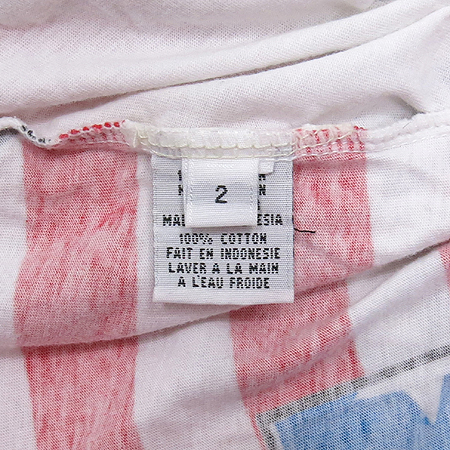 2
100% COTTON
FAIT EN INDONESIE
LAVER A LA MAIN
A L'EAU FROIDE